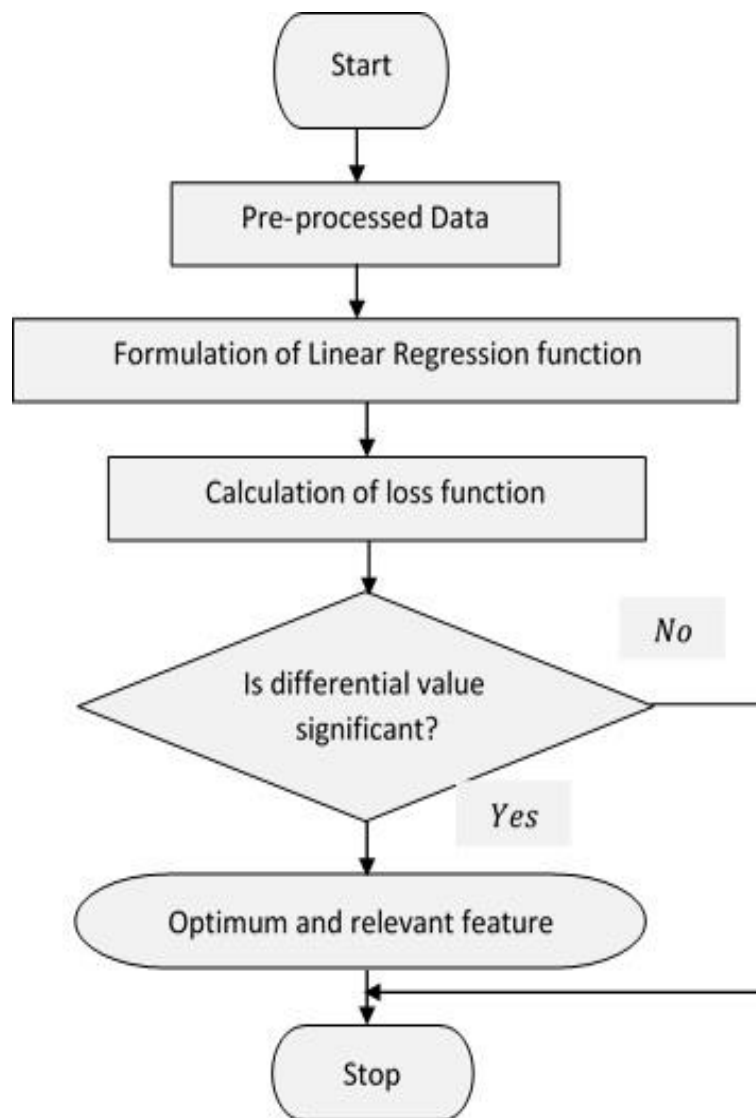 Start
Pre-processed Data
Formulation of Linear Regression function
Calculation of loss function
No
Is differential value
significant?
Yes
Optimum and relevant feature
Stop